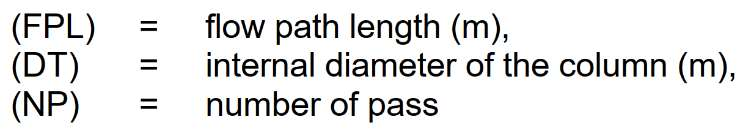 (FPL) = flow path length (m),
(DT) = internal diameter of the column (m),
(NP) = number of pass